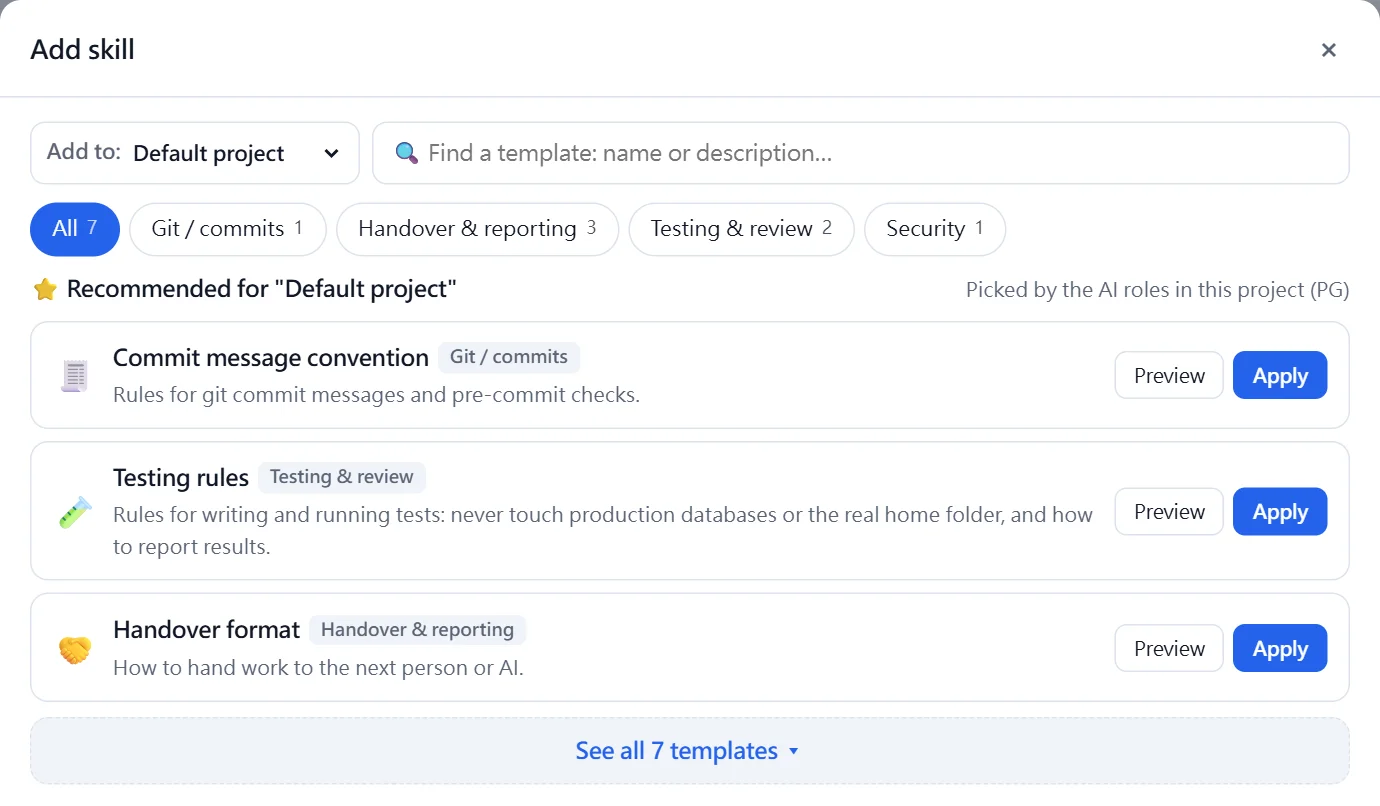 Add skill
Add to: Default project
Find a template: name or description...
All 7
Git / commits 1
Handover & reporting 3
Testing & review 2
Security 1
Recommended for "Default project"
Picked by the AI roles in this project (PG)
Commit message convention
Git / commits
Rules for git commit messages and pre-commit checks.
Preview
Apply
Testing rules
Testing & review
Rules for writing and running tests: never touch production databases or the real home folder, and how
to report results.
Preview
Apply
Handover format
Handover & reporting
How to hand work to the next person or AI.
Preview
Apply
See all 7 templates